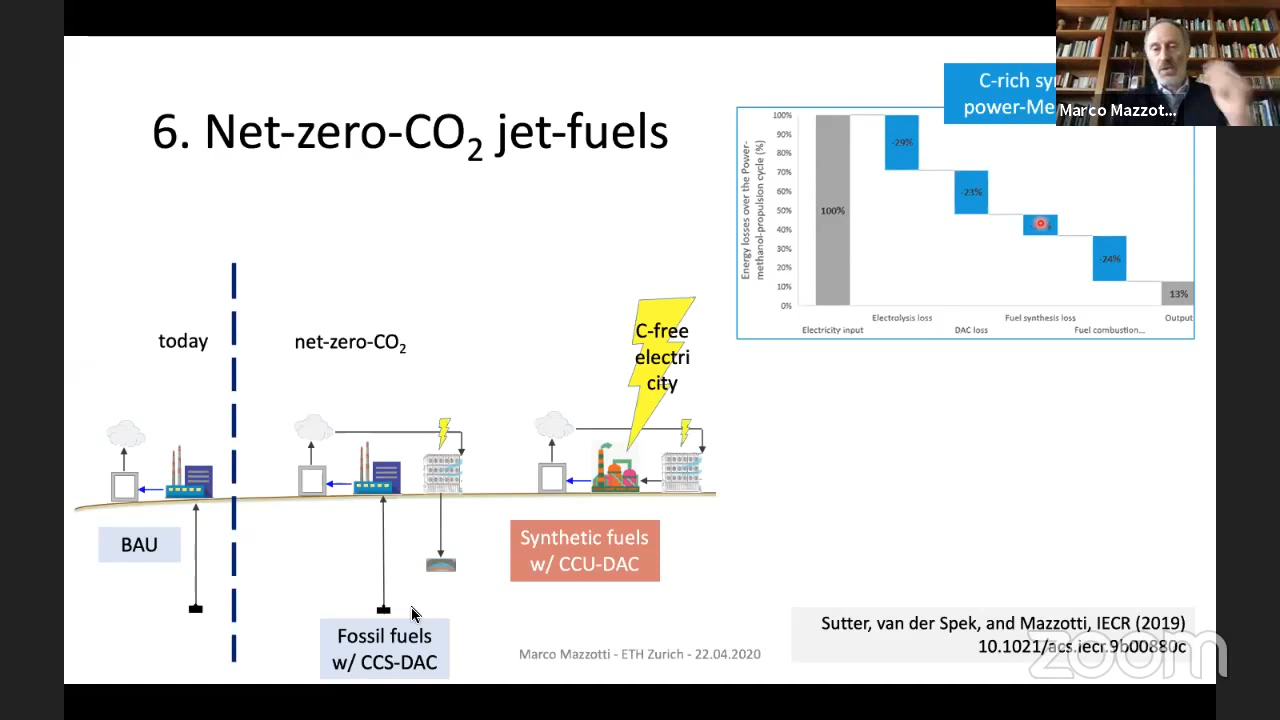 6. Net-zero-CO₂ jet-fuels
C-rich sy
power-Me
Marco Mazzot...
Energy losses over the Power-
methanol-propulsion cycle (%)
100%
90%
80%
70%
60%
50%
40%
30%
20%
10%
0%
100%
-29%
-23%
-24%
13%
Electricity input
Electrolysis loss
DAC loss
Fuel synthesis loss
Fuel combustion...
Output
today
net-zero-CO₂
C-free
electri
city
BAU
Fossil fuels
w/ CCS-DAC
Synthetic fuels
w/ CCU-DAC
Marco Mazzotti - ETH Zurich - 22.04.2020
Sutter, van der Spek, and Mazzotti, IECR (2019)
10.1021/acs.iecr.9b00880c
zoom